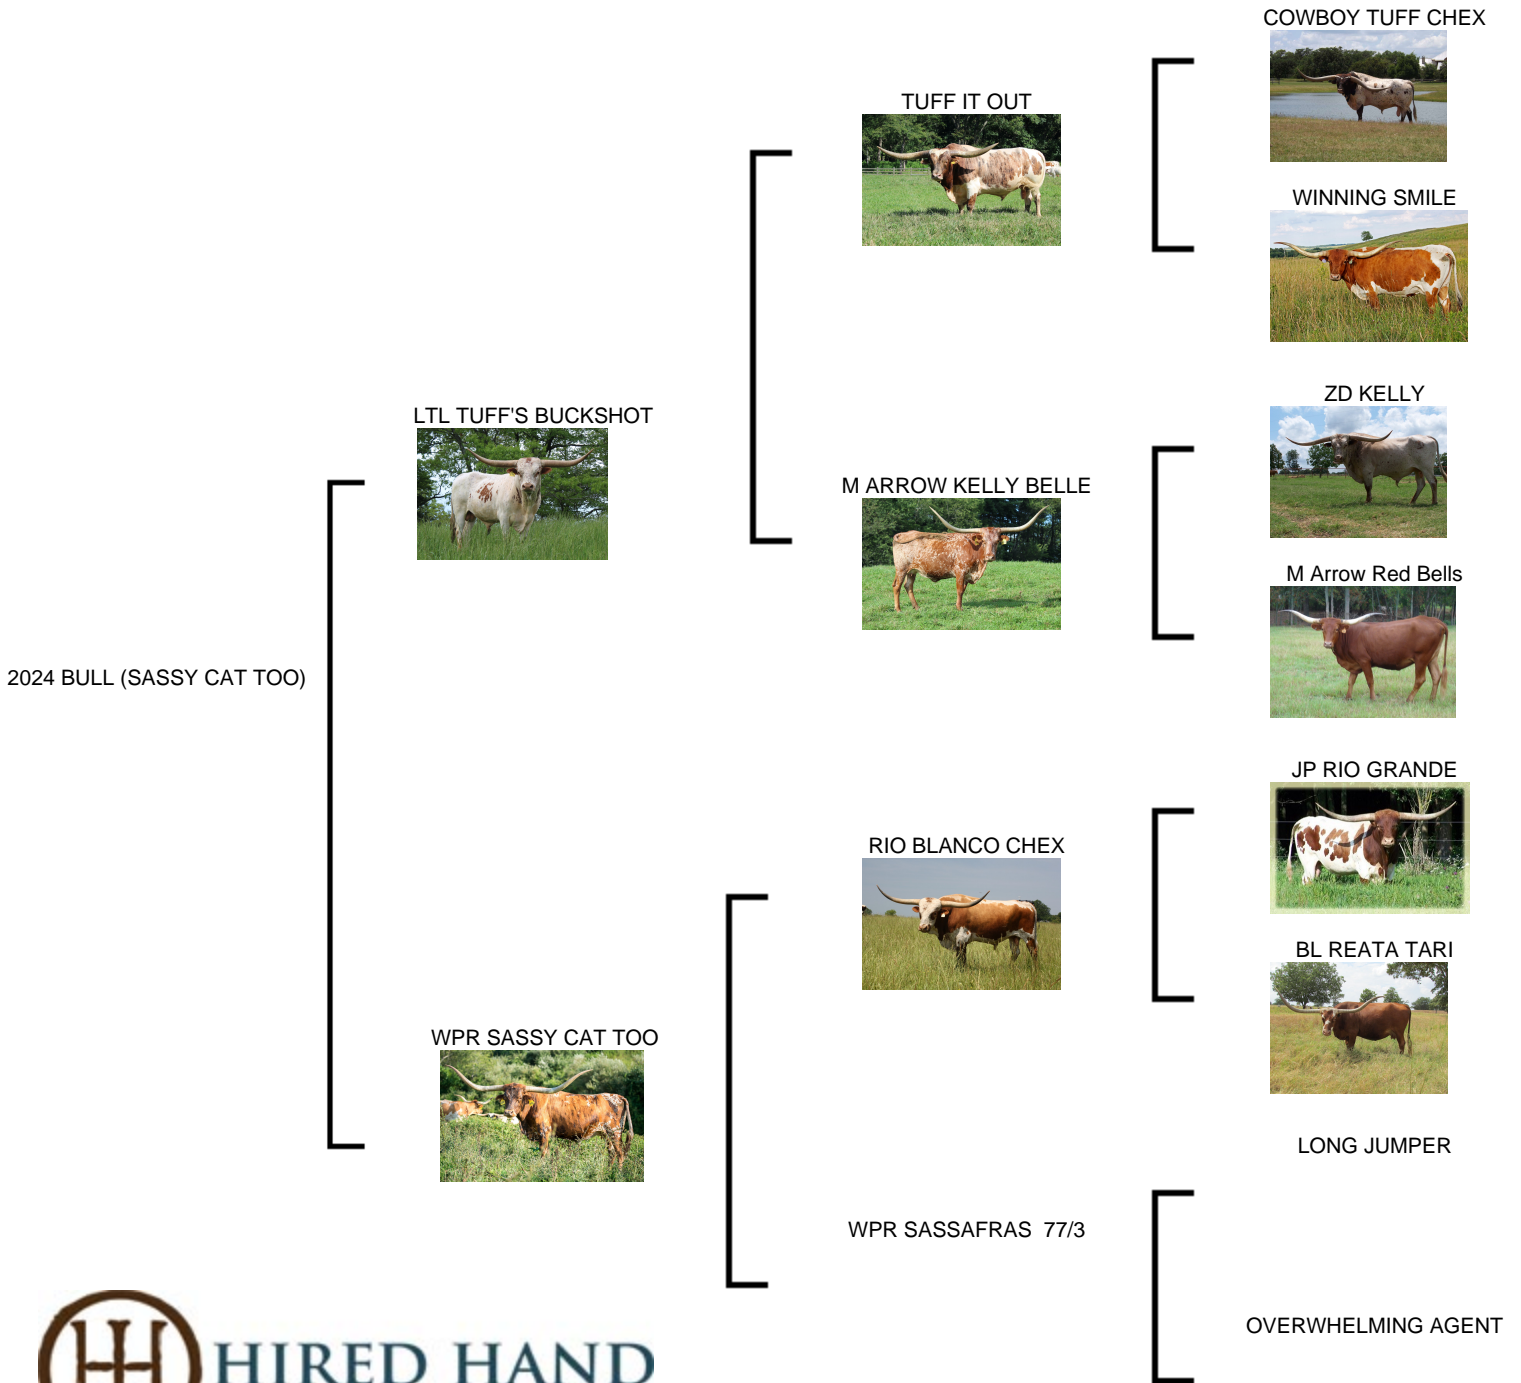 COWBOY TUFF CHEX
TUFF IT OUT
WINNING SMILE
ZD KELLY
LTL TUFF'S BUCKSHOT
M ARROW KELLY BELLE
M Arrow Red Bells
2024 BULL (SASSY CAT TOO)
JP RIO GRANDE
RIO BLANCO CHEX
BL REATA TARI
WPR SASSY CAT TOO
LONG JUMPER
WPR SASSAFRAS  77/3
OVERWHELMING AGENT
HIRED HAND